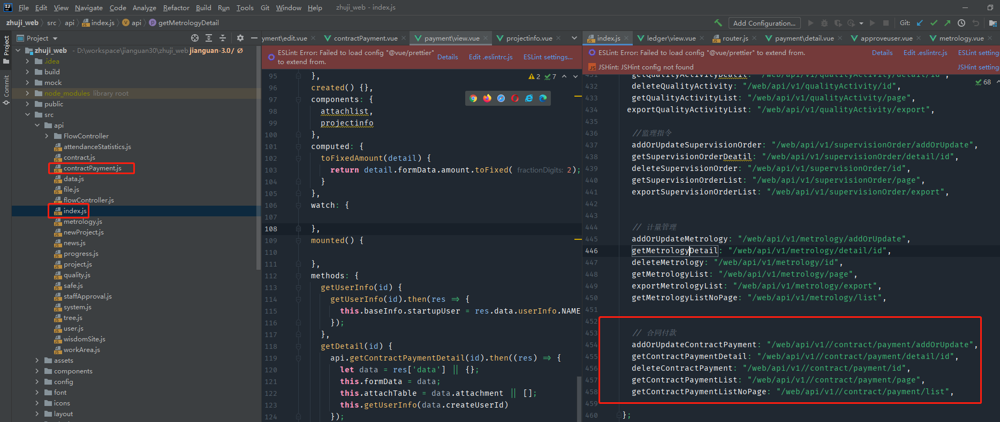 File Edit View Navigate Code Analyze Refactor Build Run Tools Git Window Help zhuji_web - index.js
zhuji_web src api index.js api getMetrologyDetail
Add Configuration... Git:
Project
Commit
Project
zhuji_web - D:\workspace\jianguan30\zhuji_web jianguan-3.0 / Ø
.idea
build
mock
node_modules library root
public
src
api
FlowController
attendanceStatistics.js
contract.js
contractPayment.js
data.js
file.js
flowController.js
index.js
metrology.js
newProject.js
news.js
progress.js
project.js
quality.js
safe.js
staffApproval.js
system.js
tree.js
user.js
wisdomSite.js
workArea.js
assets
components
config
font
icons
layout
yment\edit.vue contractPayment.vue payment\view.vue projectinfo.vue
ESLint: Error: Failed to load config "@vue/prettier"
to extend from.
Details Edit .eslintrc.js ESLint settings...
2 7
95 },
96 created() {},
97 components: {
98 attachlist,
99 projectinfo
100 },
101 computed: {
102 toFixedAmount(detail) {
103 return detail.formData.amount.toFixed( fractionDigits: 2);
104 }
105 },
106 watch: {
107
108 },
109 mounted() {
110
111 },
112 methods: {
113 getUserInfo(id) {
114 getUserInfo(id).then(res => {
115 this.baseInfo.startupUser = res.data.userInfo.NAME
116 });
117 },
118 getDetail(id) {
119 api.getContractPaymentDetail(id).then((res) => {
120 let data = res['data'] || {};
121 this.formData = data;
122 this.attachTable = data.attachment || [];
123 this.getUserInfo(data.createUserId)
124 });
index.js ledger\view.vue router.js payment\detail.vue approveuser.vue metrology.vue
ESLint: Error: Failed to load config "@vue/prettier" to extend from. Details Edit .eslintrc.js ESLint setting
JSHint: JSHint config not found JSHint setting
68
431 getQualityActivityDeatil: "/web/api/v1/qualityActivity/detail/id",
432 deleteQualityActivity: "/web/api/v1/qualityActivity/id",
433 getQualityActivityList: "/web/api/v1/qualityActivity/page",
434 exportQualityActivityList: "/web/api/v1/qualityActivity/export",
435
436 //监理指令
437 addOrUpdateSupervisionOrder: "/web/api/v1/supervisionOrder/addOrUpdate",
438 getSupervisionOrderDeatil: "/web/api/v1/supervisionOrder/detail/id",
439 deleteSupervisionOrder: "/web/api/v1/supervisionOrder/id",
440 getSupervisionOrderList: "/web/api/v1/supervisionOrder/page",
441 exportSupervisionOrderList: "/web/api/v1/supervisionOrder/export",
442
443
444 // 计量管理
445 addOrUpdateMetrology: "/web/api/v1/metrology/addOrUpdate",
446 getMetrologyDetail: "/web/api/v1/metrology/detail/id",
447 deleteMetrology: "/web/api/v1/metrology/id",
448 getMetrologyList: "/web/api/v1/metrology/page",
449 exportMetrologyList: "/web/api/v1/metrology/export",
450 getMetrologyListNoPage: "/web/api/v1/metrology/list",
451
452
453 // 合同付款
454 addOrUpdateContractPayment: "/web/api/v1//contract/payment/addOrUpdate",
455 getContractPaymentDetail: "/web/api/v1//contract/payment/detail/id",
456 deleteContractPayment: "/web/api/v1//contract/payment/id",
457 getContractPaymentList: "/web/api/v1//contract/payment/page",
458 getContractPaymentListNoPage: "/web/api/v1//contract/payment/list",
459
460 };